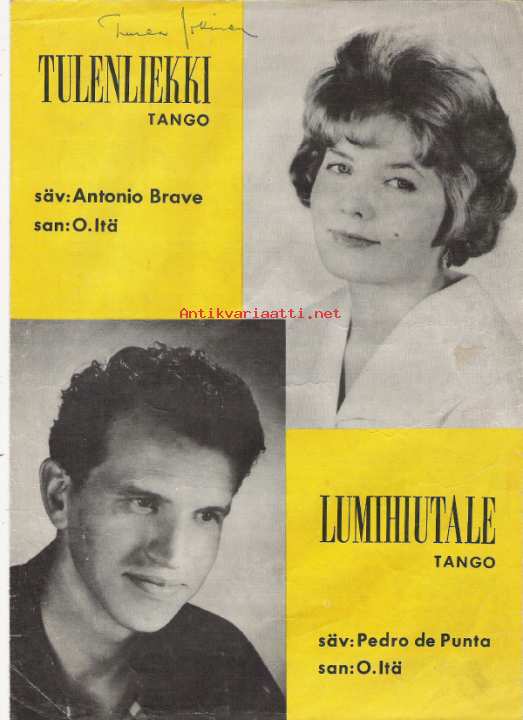 TULENLIEKKI
TANGO
säv: Antonio Brave
san: O. Itä
Antikvariaatti.net
LUMIHIUTALE
TANGO
säv: Pedro de Punta
san: O. Itä